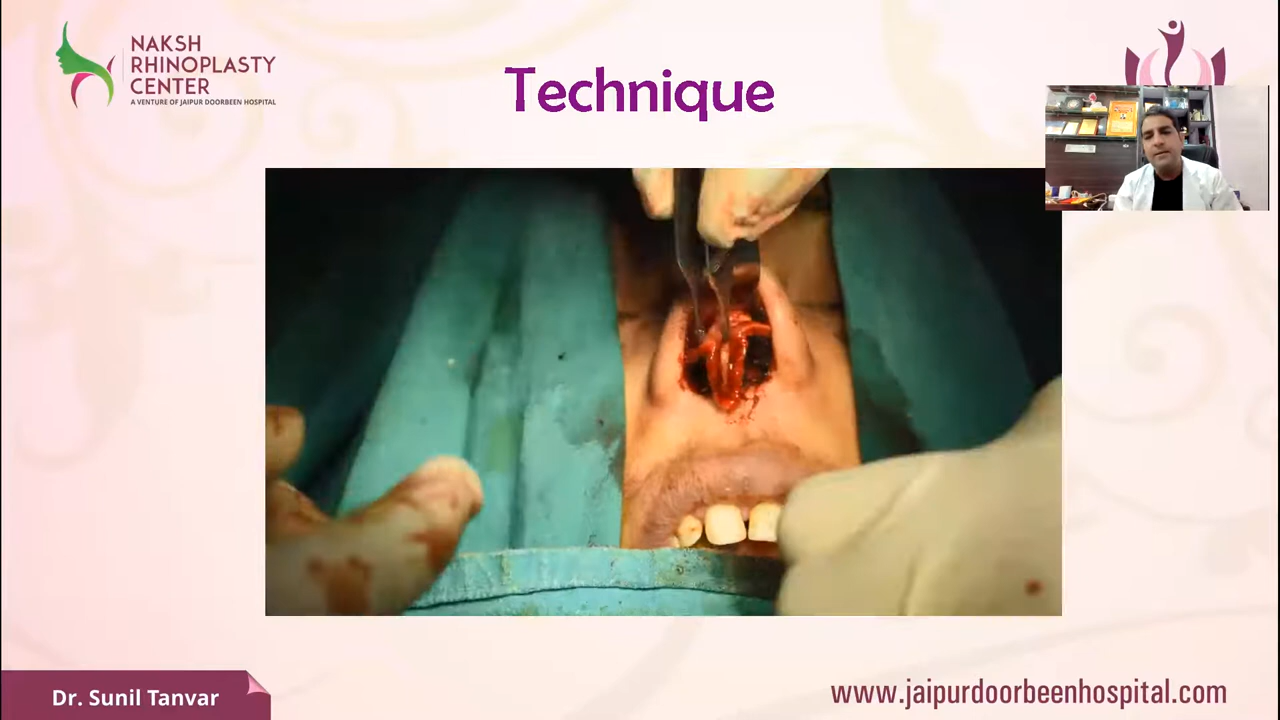 NAKSH
RHINOPLASTY
CENTER
A VENTURE OF JAIPUR DOORBEEN HOSPITAL
Technique
Dr. Sunil Tanvar
www.jaipurdoorbeenhospital.com